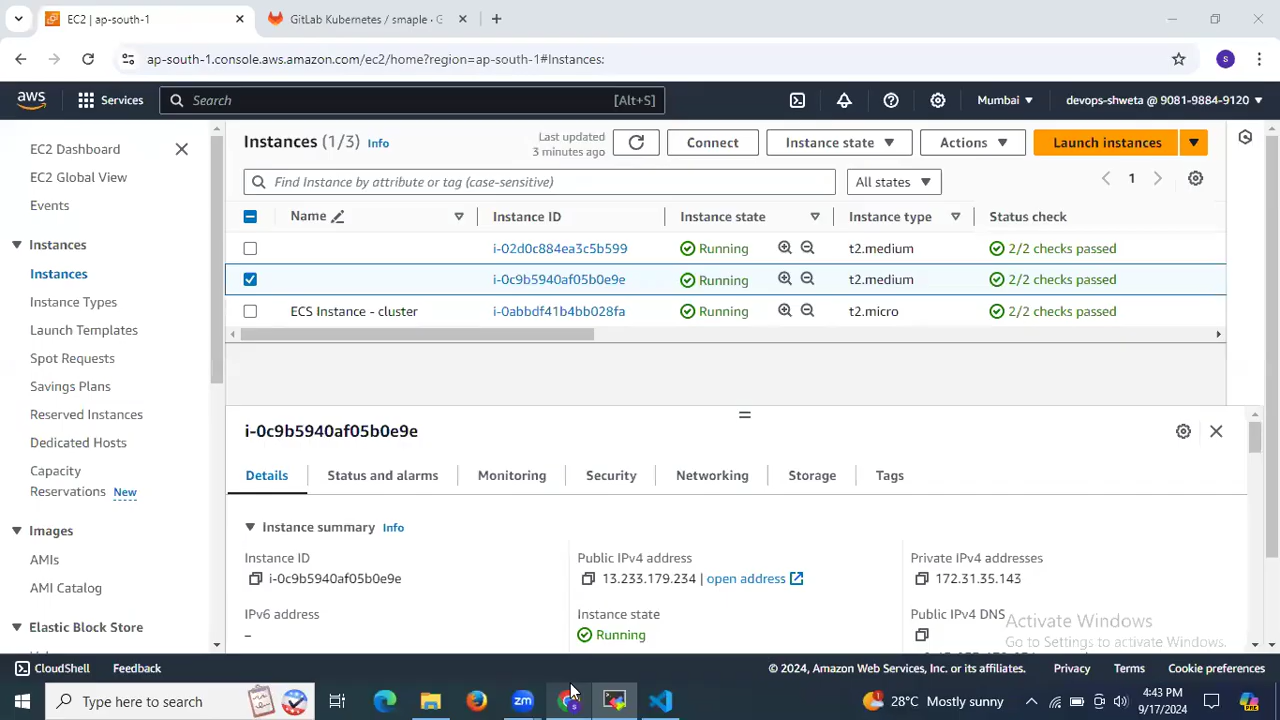 EC2 | ap-south-1
GitLab Kubernetes / smaple · G
ap-south-1.console.aws.amazon.com/ec2/home?region=ap-south-1#Instances:
s
aws
Services
Search
[Alt+S]
Mumbai
devops-shweta @ 9081-9884-9120
EC2 Dashboard
EC2 Global View
Events
Instances
Instances
Instance Types
Launch Templates
Spot Requests
Savings Plans
Reserved Instances
Dedicated Hosts
Capacity
Reservations New
Images
AMIs
AMI Catalog
Elastic Block Store
Instances (1/3) Info
Last updated
3 minutes ago
Connect
Instance state
Actions
Launch instances
Find Instance by attribute or tag (case-sensitive)
All states
1
Name Instance ID Instance state Instance type Status check
i-02d0c884ea3c5b599 Running t2.medium 2/2 checks passed
i-0c9b5940af05b0e9e Running t2.medium 2/2 checks passed
ECS Instance - cluster i-0abbdf41b4bb028fa Running t2.micro 2/2 checks passed
i-0c9b5940af05b0e9e
Details Status and alarms Monitoring Security Networking Storage Tags
Instance summary Info
Instance ID
i-0c9b5940af05b0e9e
IPv6 address
–
Public IPv4 address
13.233.179.234 | open address
Instance state
Running
Private IPv4 addresses
172.31.35.143
Public IPv4 DNS
Activate Windows
Go to Settings to activate Windows.
CloudShell Feedback
© 2024, Amazon Web Services, Inc. or its affiliates. Privacy Terms Cookie preferences
Type here to search
zm
28°C Mostly sunny
4:43 PM
9/17/2024